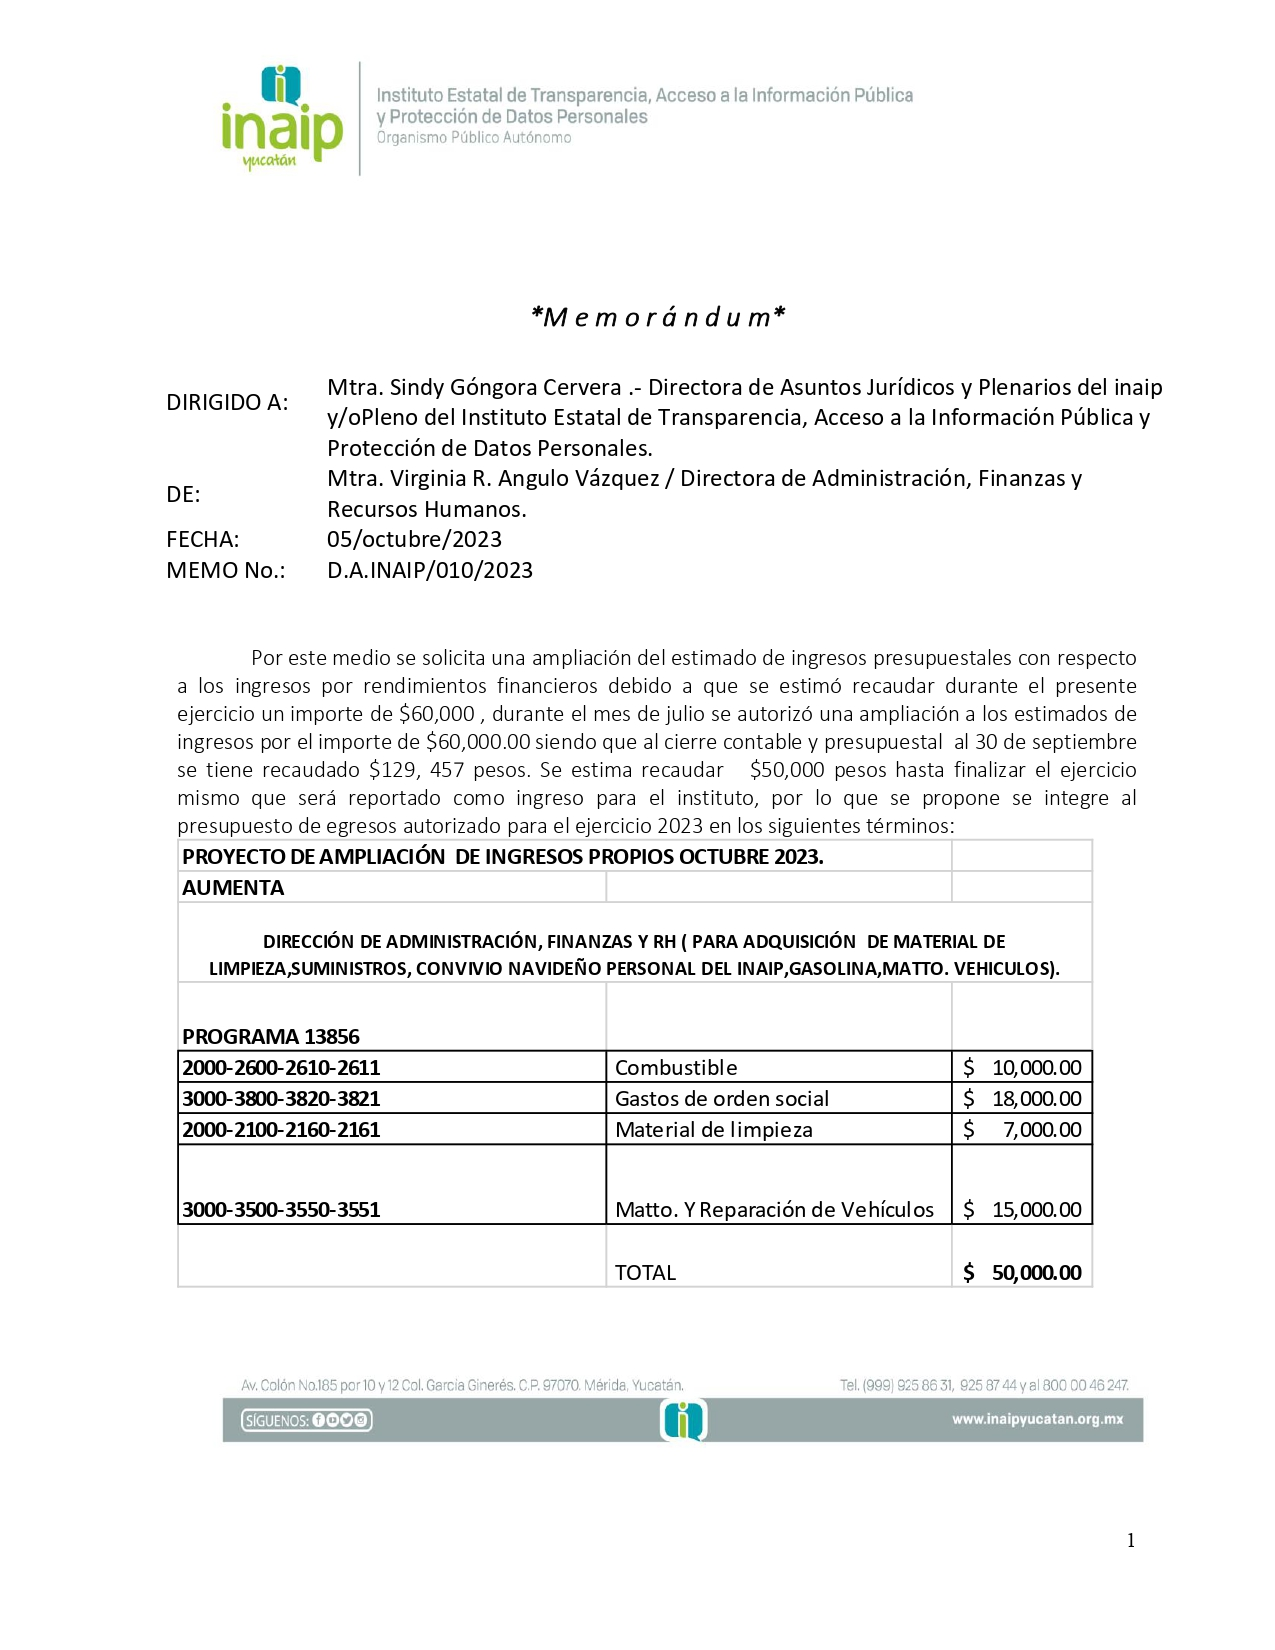 inaip
yucatán
Instituto Estatal de Transparencia, Acceso a la Información Pública
y Protección de Datos Personales
Organismo Público Autónomo
*M e m o r á n d u m*
DIRIGIDO A: Mtra. Sindy Góngora Cervera .- Directora de Asuntos Jurídicos y Plenarios del inaip
y/oPleno del Instituto Estatal de Transparencia, Acceso a la Información Pública y
Protección de Datos Personales.
DE: Mtra. Virginia R. Angulo Vázquez / Directora de Administración, Finanzas y
Recursos Humanos.
FECHA: 05/octubre/2023
MEMO No.: D.A.INAIP/010/2023
Por este medio se solicita una ampliación del estimado de ingresos presupuestales con respecto
a los ingresos por rendimientos financieros debido a que se estimó recaudar durante el presente
ejercicio un importe de $60,000 , durante el mes de julio se autorizó una ampliación a los estimados de
ingresos por el importe de $60,000.00 siendo que al cierre contable y presupuestal al 30 de septiembre
se tiene recaudado $129, 457 pesos. Se estima recaudar $50,000 pesos hasta finalizar el ejercicio
mismo que será reportado como ingreso para el instituto, por lo que se propone se integre al
presupuesto de egresos autorizado para el ejercicio 2023 en los siguientes términos:
PROYECTO DE AMPLIACIÓN DE INGRESOS PROPIOS OCTUBRE 2023.
AUMENTA
DIRECCIÓN DE ADMINISTRACIÓN, FINANZAS Y RH ( PARA ADQUISICIÓN DE MATERIAL DE
LIMPIEZA,SUMINISTROS, CONVIVIO NAVIDEÑO PERSONAL DEL INAIP,GASOLINA,MATTO. VEHICULOS).
PROGRAMA 13856
2000-2600-2610-2611 Combustible $ 10,000.00
3000-3800-3820-3821 Gastos de orden social $ 18,000.00
2000-2100-2160-2161 Material de limpieza $ 7,000.00
3000-3500-3550-3551 Matto. Y Reparación de Vehículos $ 15,000.00
TOTAL $ 50,000.00
Av. Colón No.185 por 10 y 12 Col. García Ginerés. C.P. 97070. Mérida, Yucatán. Tel. (999) 925 86 31, 925 87 44 y al 800 00 46 247.
SÍGUENOS: www.inaipyucatan.org.mx
1